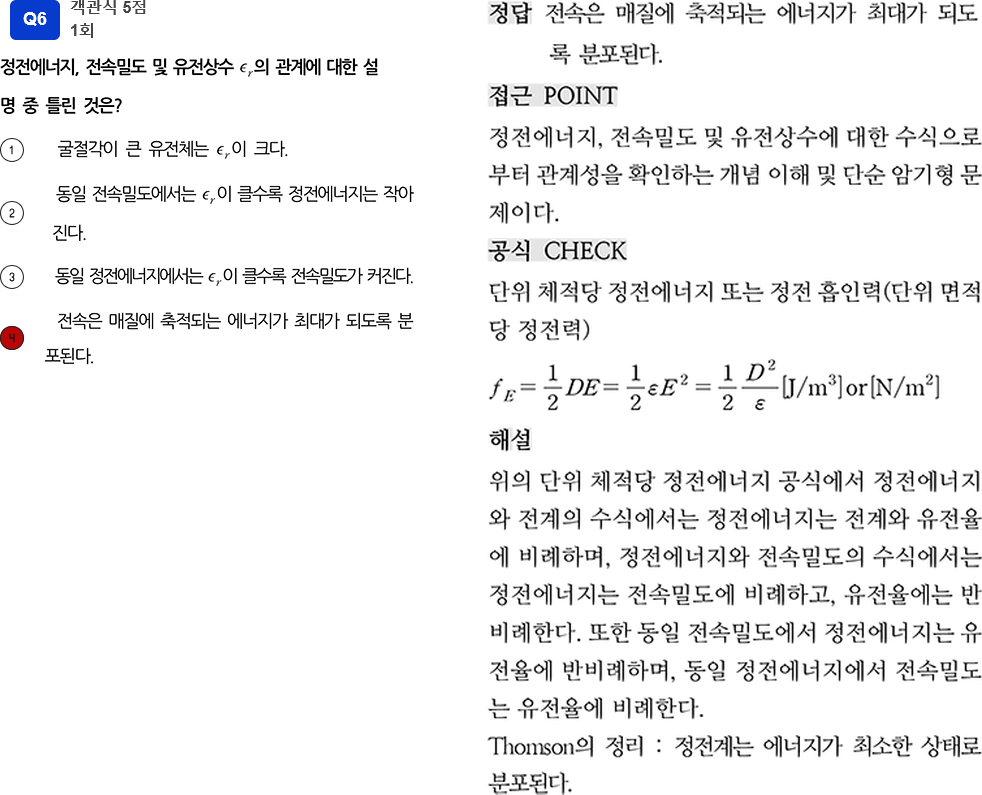 Q6
객관식 5점
1회
정전에너지, 전속밀도 및 유전상수 ϵᵣ의 관계에 대한 설
명 중 틀린 것은?
1 굴절각이 큰 유전체는 ϵᵣ이 크다.
동일 전속밀도에서는 ϵᵣ이 클수록 정전에너지는 작아
2 진다.
3 동일 정전에너지에서는 ϵᵣ이 클수록 전속밀도가 커진다.
전속은 매질에 축적되는 에너지가 최대가 되도록 분
4 포된다.
정답 전속은 매질에 축적되는 에너지가 최대가 되도
록 분포된다.
접근 POINT
정전에너지, 전속밀도 및 유전상수에 대한 수식으로
부터 관계성을 확인하는 개념 이해 및 단순 암기형 문
제이다.
공식 CHECK
단위 체적당 정전에너지 또는 정전 흡인력(단위 면적
당 정전력)
f_E = 1/2 DE = 1/2 εE² = 1/2 D²/ε [J/m³] or [N/m²]
해설
위의 단위 체적당 정전에너지 공식에서 정전에너지
와 전계의 수식에서는 정전에너지는 전계와 유전율
에 비례하며, 정전에너지와 전속밀도의 수식에서는
정전에너지는 전속밀도에 비례하고, 유전율에는 반
비례한다. 또한 동일 전속밀도에서 정전에너지는 유
전율에 반비례하며, 동일 정전에너지에서 전속밀도
는 유전율에 비례한다.
Thomson의 정리 : 정전계는 에너지가 최소한 상태로
분포된다.